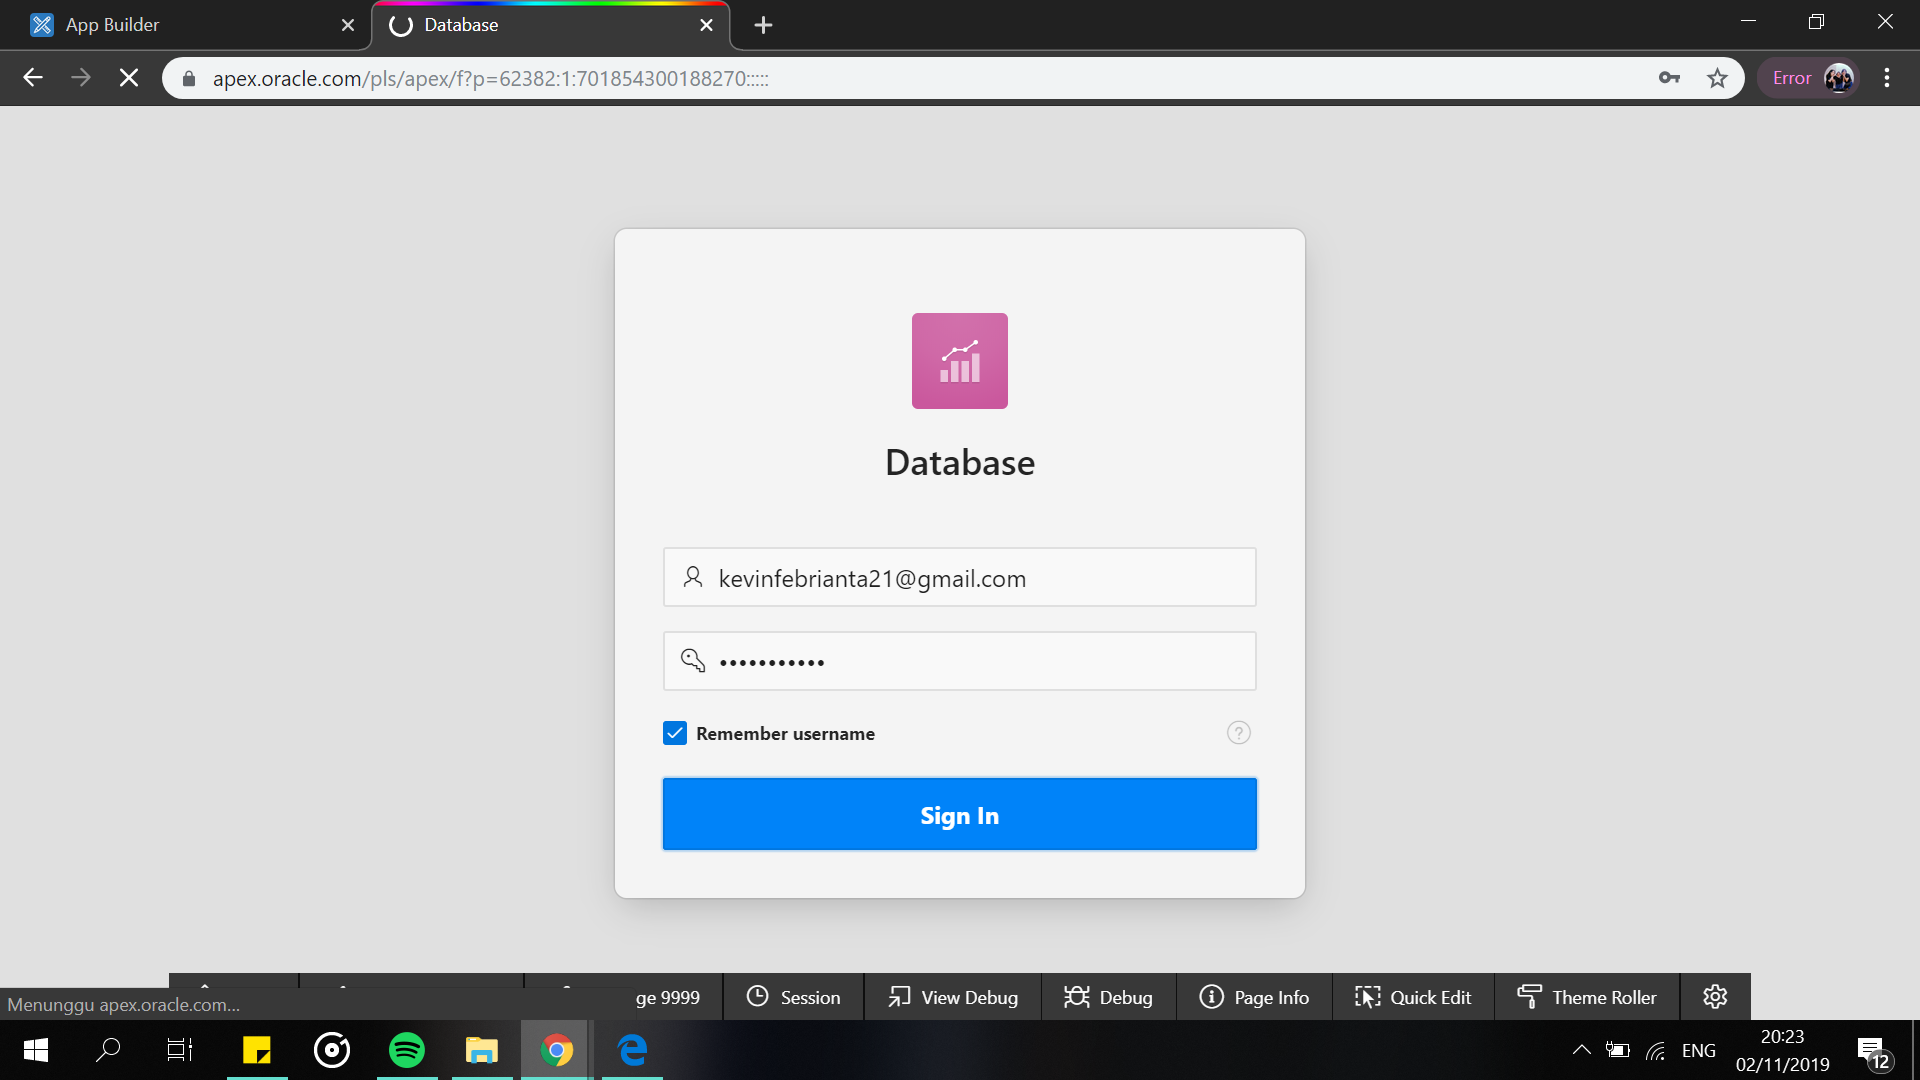 App Builder
Database
apex.oracle.com/pls/apex/f?p=62382:1:701854300188270:::::
Error
Database
kevinfebrianta21@gmail.com
•••••••••••
Remember username
?
Sign In
ge 9999
Session
View Debug
Debug
Page Info
Quick Edit
Theme Roller
Menunggu apex.oracle.com...
ENG
20:23
02/11/2019
12